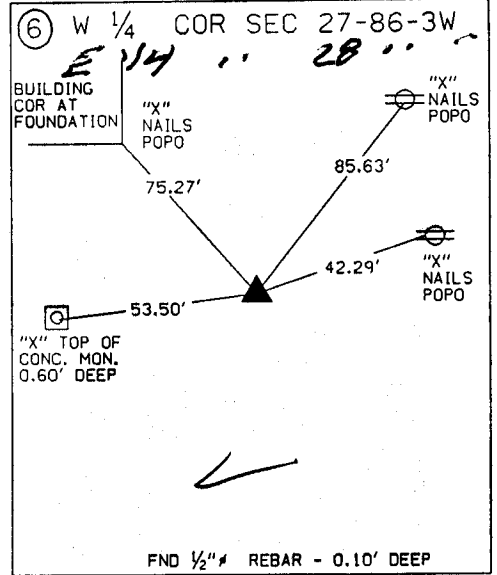 ⑥ W 1/4 COR SEC 27-86-3W
E 1/4 " 28 " "
BUILDING
COR AT
FOUNDATION
"X"
NAILS
POPO
"X"
NAILS
POPO
75.27'
85.63'
42.29'
"X"
NAILS
POPO
53.50'
"X" TOP OF
CONC. MON.
0.60' DEEP
FND 1/2"ø REBAR - 0.10' DEEP